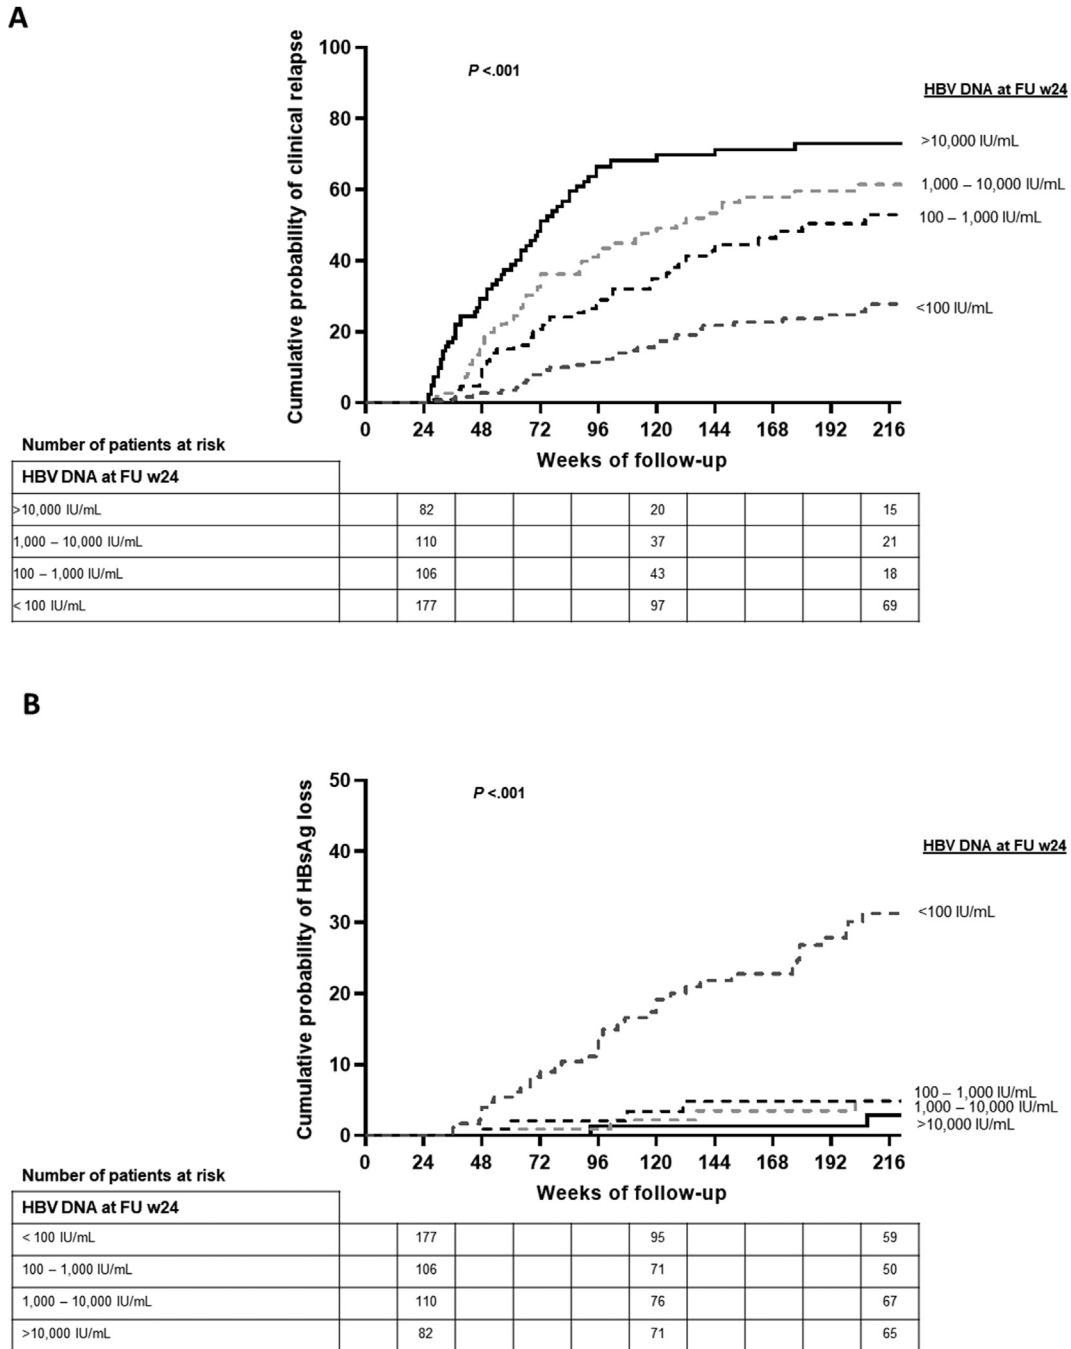 A
Cumulative probability of clinical relapse
100
80
60
40
20
0
P <.001
HBV DNA at FU w24
>10,000 IU/mL
1,000 – 10,000 IU/mL
100 – 1,000 IU/mL
<100 IU/mL
0 24 48 72 96 120 144 168 192 216
Weeks of follow-up
Number of patients at risk
HBV DNA at FU w24
>10,000 IU/mL 82 20 15
1,000 – 10,000 IU/mL 110 37 21
100 – 1,000 IU/mL 106 43 18
< 100 IU/mL 177 97 69
B
Cumulative probability of HBsAg loss
50
40
30
20
10
0
P <.001
HBV DNA at FU w24
<100 IU/mL
100 – 1,000 IU/mL
1,000 – 10,000 IU/mL
>10,000 IU/mL
0 24 48 72 96 120 144 168 192 216
Weeks of follow-up
Number of patients at risk
HBV DNA at FU w24
< 100 IU/mL 177 95 59
100 – 1,000 IU/mL 106 71 50
1,000 – 10,000 IU/mL 110 76 67
>10,000 IU/mL 82 71 65